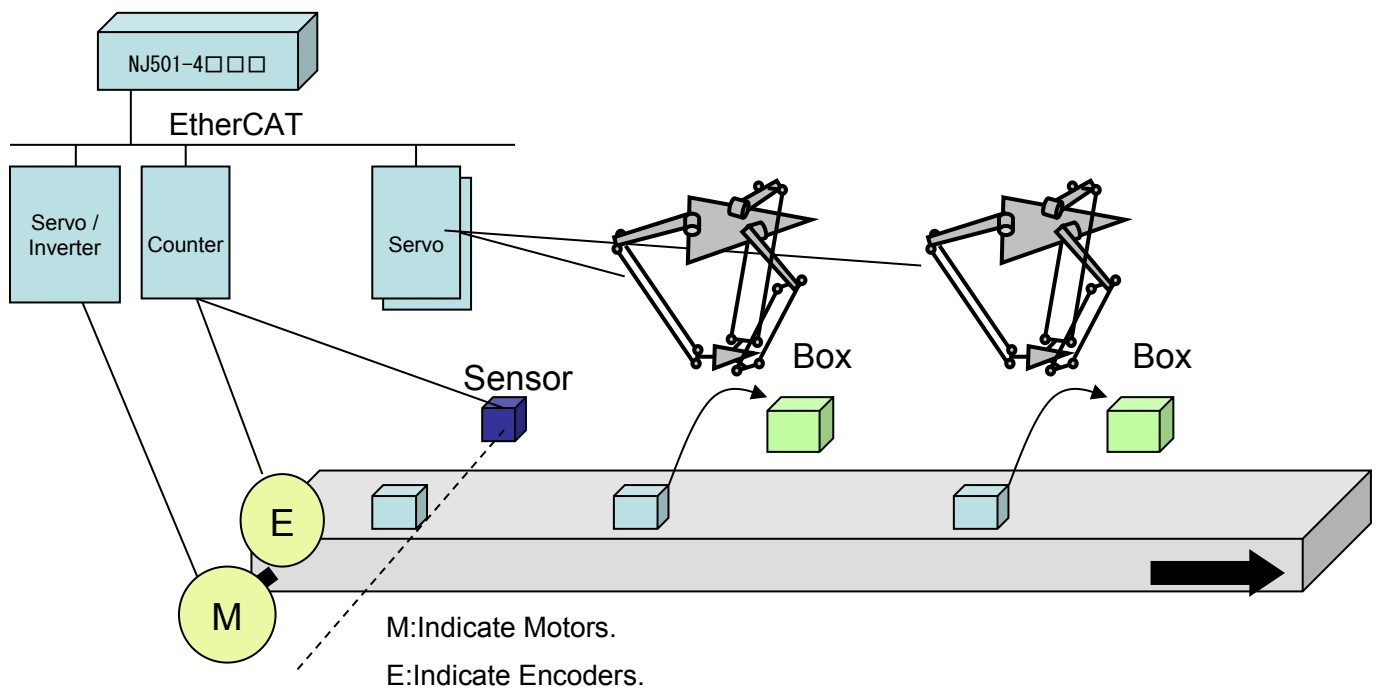 NJ501-4□□□
EtherCAT
Servo /
Inverter
Counter
Servo
Sensor
Box
Box
E
M
M:Indicate Motors.
E:Indicate Encoders.